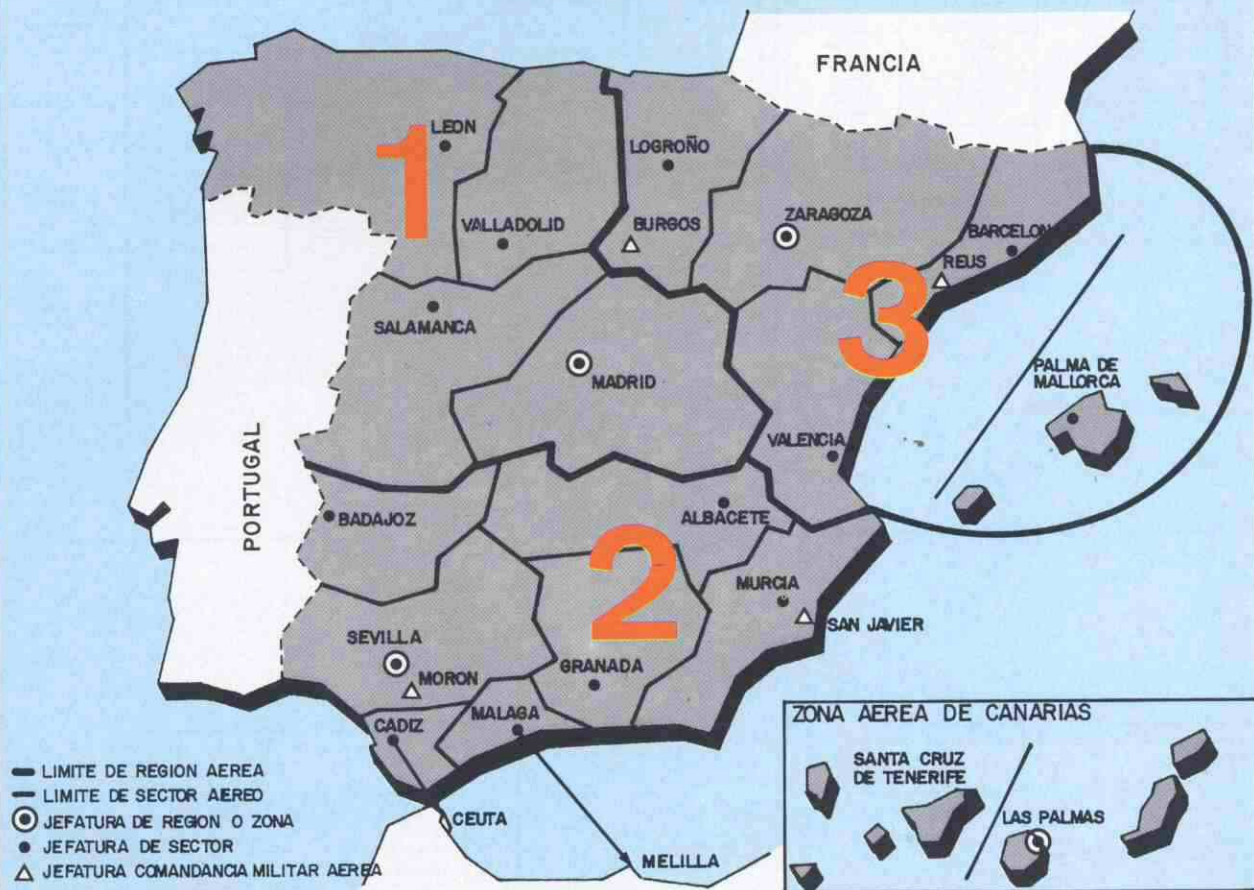 FRANCIA
LEON
LOGROÑO
1
VALLADOLID
BURGOS
ZARAGOZA
BARCELONA
REUS
3
SALAMANCA
MADRID
PALMA DE
MALLORCA
PORTUGAL
VALENCIA
BADAJOZ
ALBACETE
2
MURCIA
SAN JAVIER
SEVILLA
MORON
GRANADA
CADIZ
MALAGA
CEUTA
MELILLA
LIMITE DE REGION AEREA
LIMITE DE SECTOR AEREO
JEFATURA DE REGION O ZONA
JEFATURA DE SECTOR
JEFATURA COMANDANCIA MILITAR AEREA
ZONA AEREA DE CANARIAS
SANTA CRUZ
DE TENERIFE
LAS PALMAS